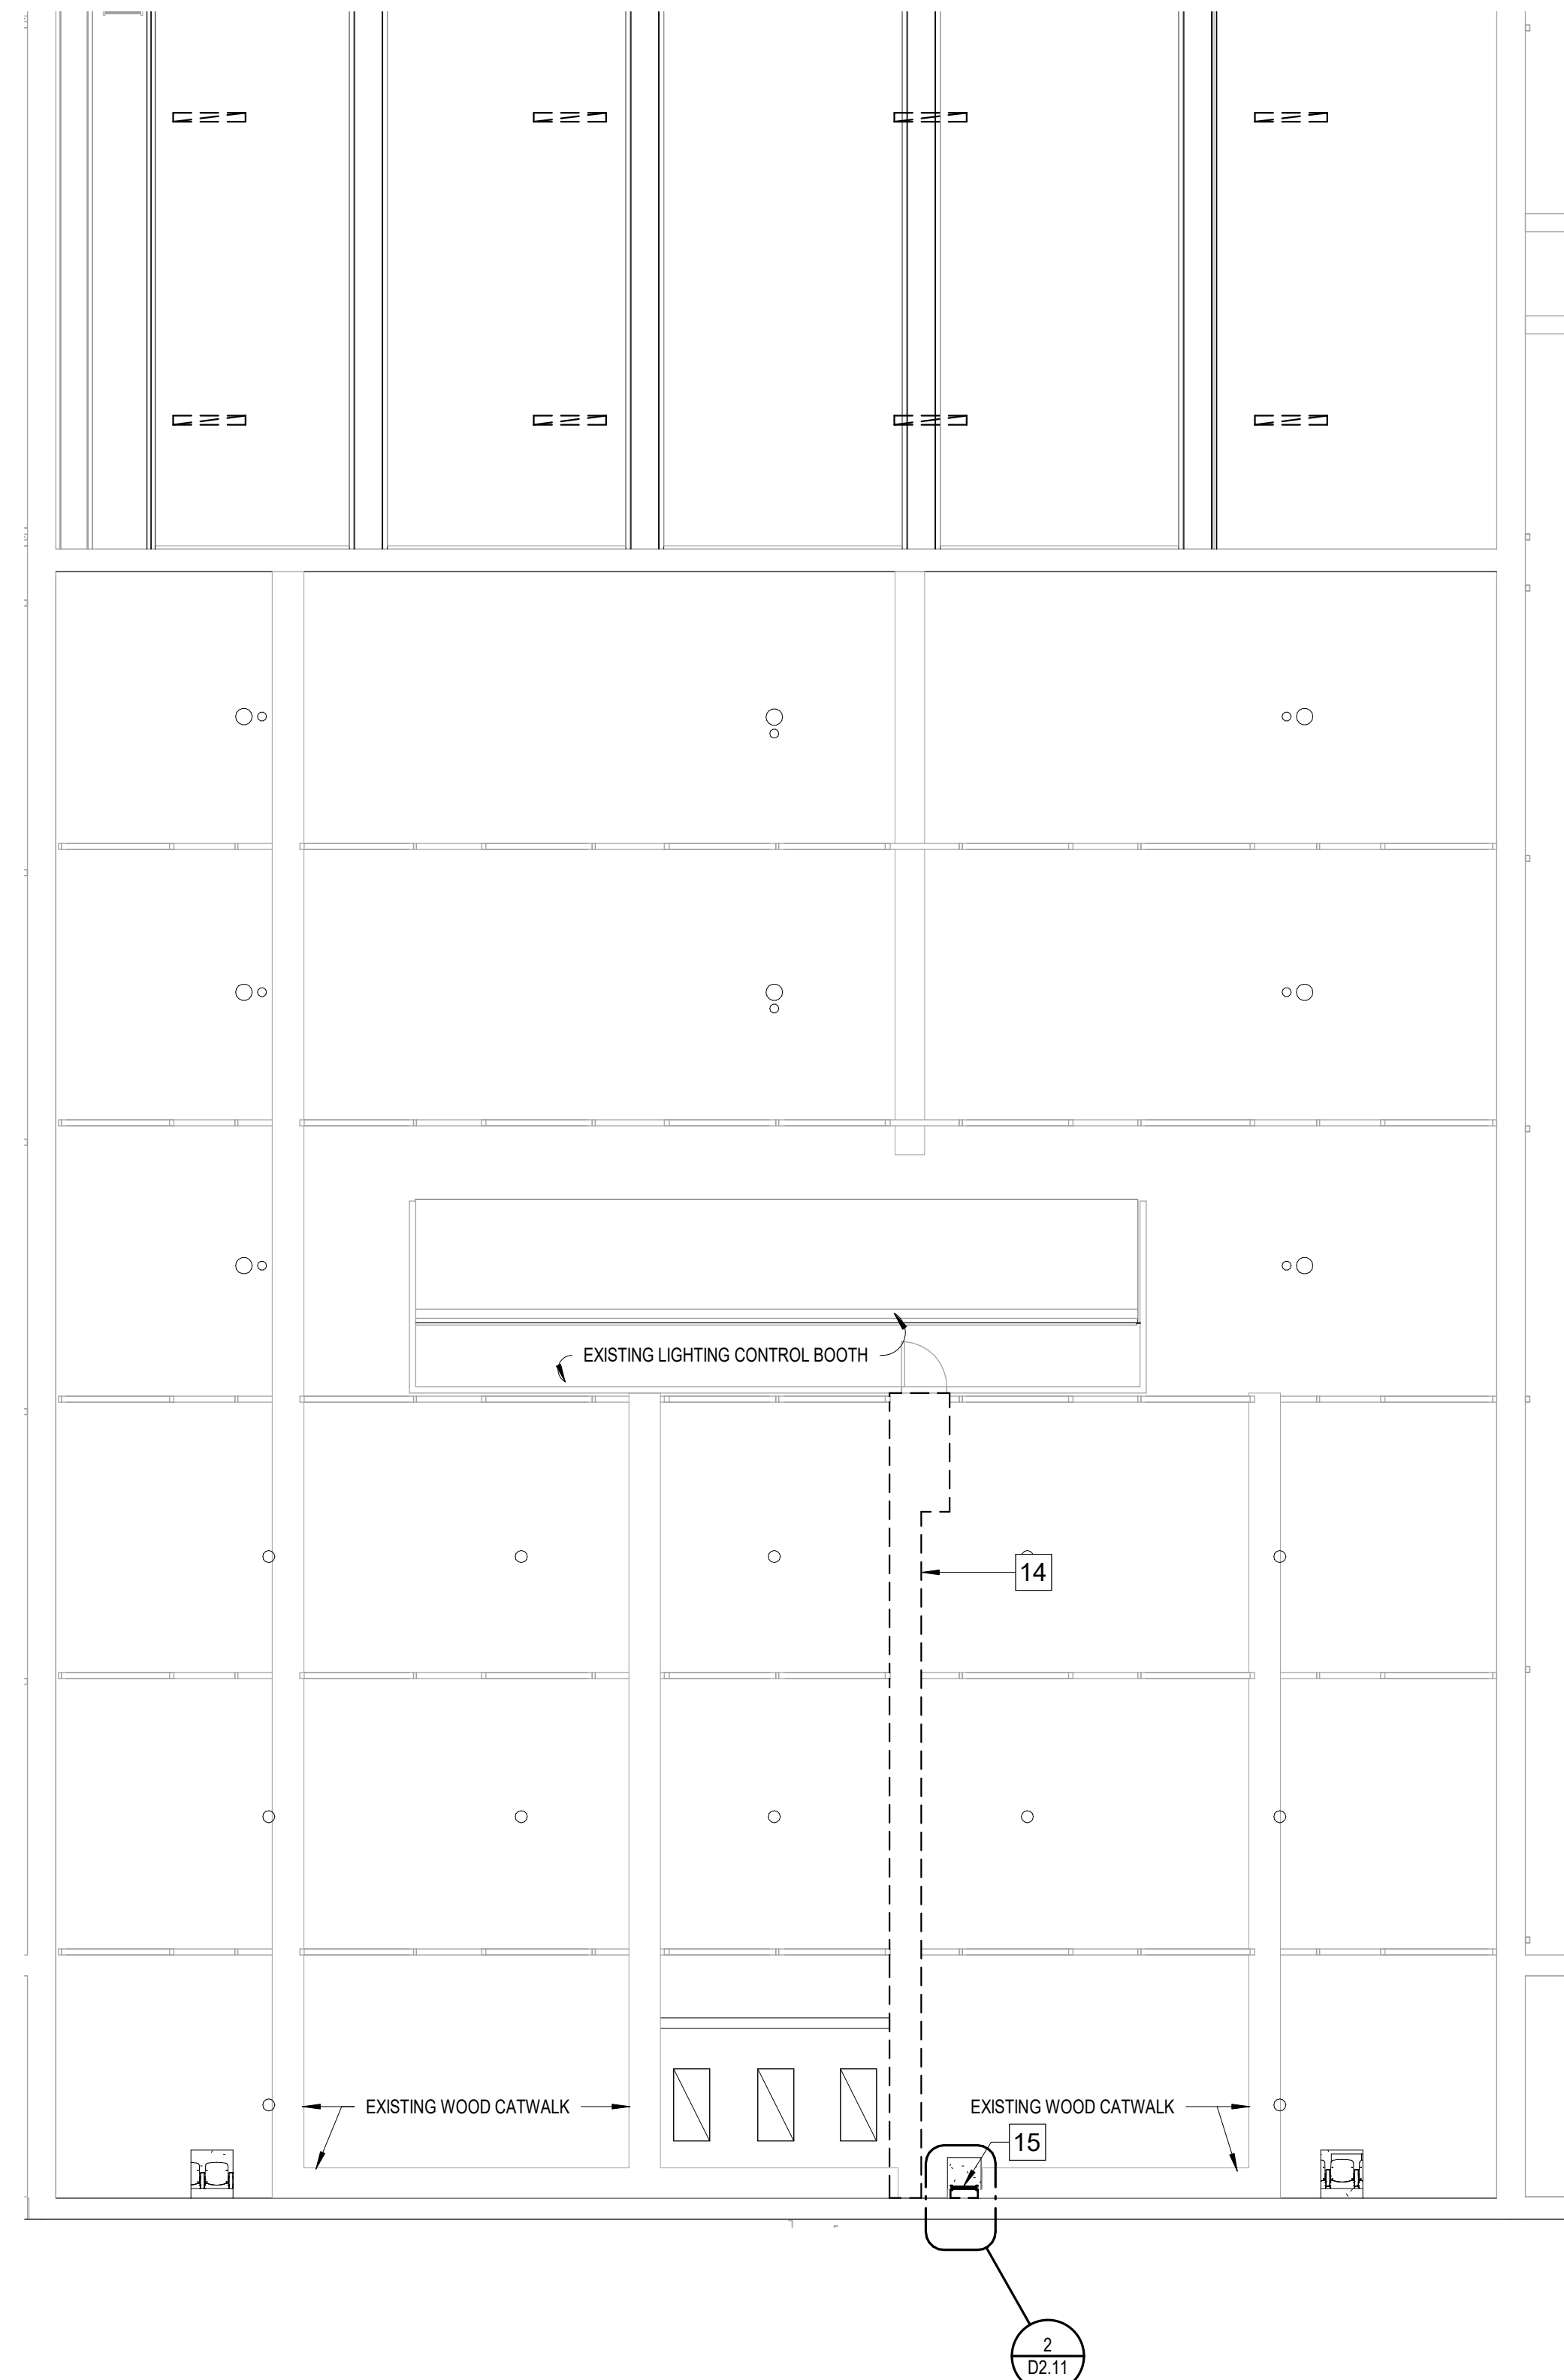 EXISTING LIGHTING CONTROL BOOTH
14
EXISTING WOOD CATWALK
EXISTING WOOD CATWALK
15
2
D2.11